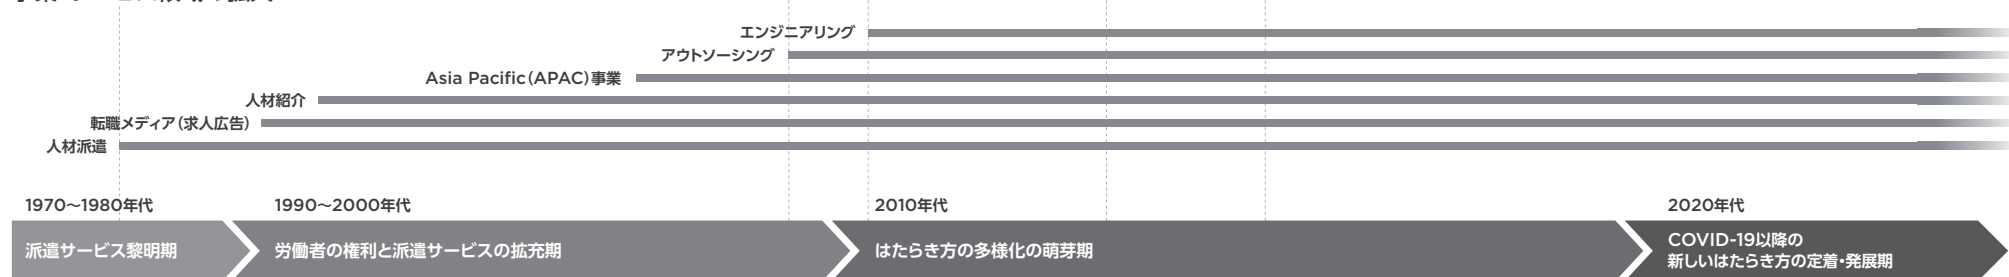 エンジニアリング
アウトソーシング
Asia Pacific（APAC）事業
人材紹介
転職メディア（求人広告）
人材派遣
1970～1980年代
1990～2000年代
2010年代
2020年代
派遣サービス黎明期
労働者の権利と派遣サービスの拡充期
はたらき方の多様化の萌芽期
COVID-19以降の
新しいはたらき方の定着・発展期